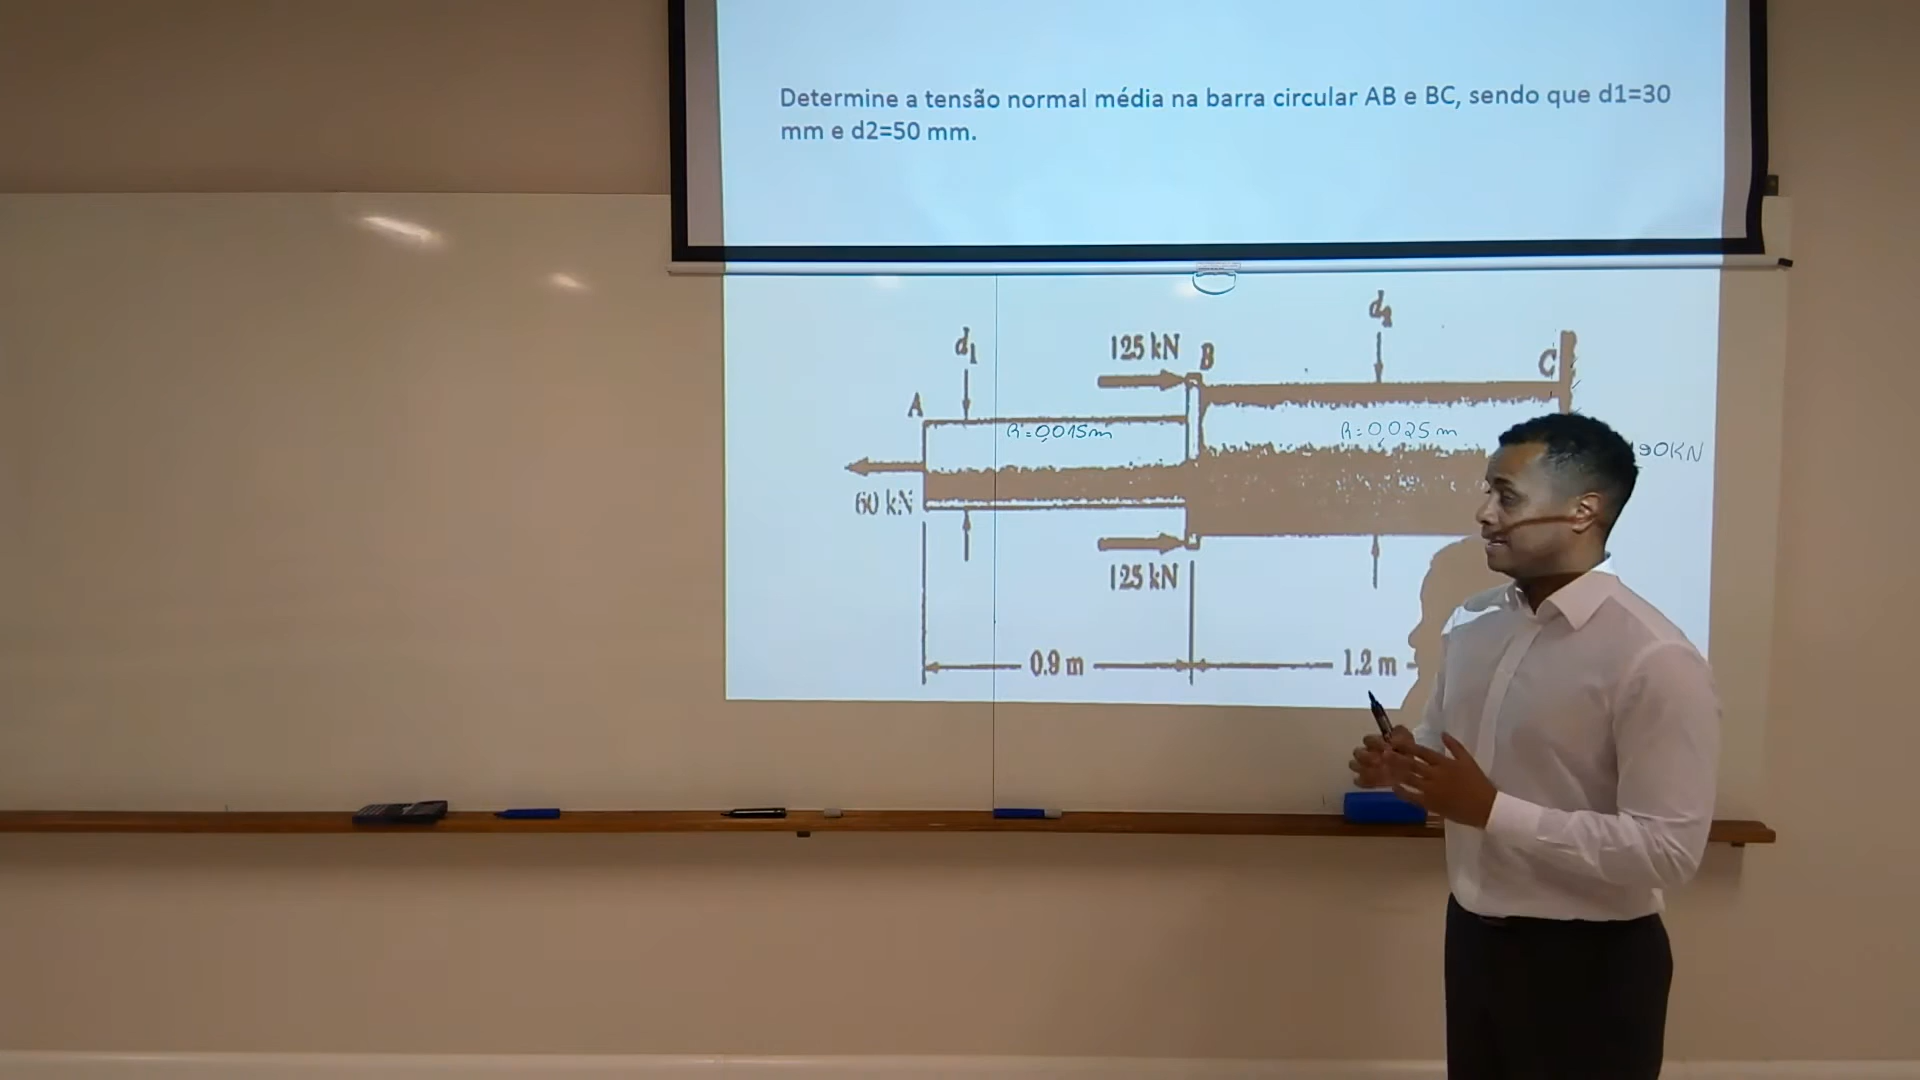 Determine a tensão normal média na barra circular AB e BC, sendo que d1=30
mm e d2=50 mm.
d2
125 kN
B
C
d1
A
R=0,015m
R=0,025m
190KN
60 kN
125 kN
0.9 m
1.2 m